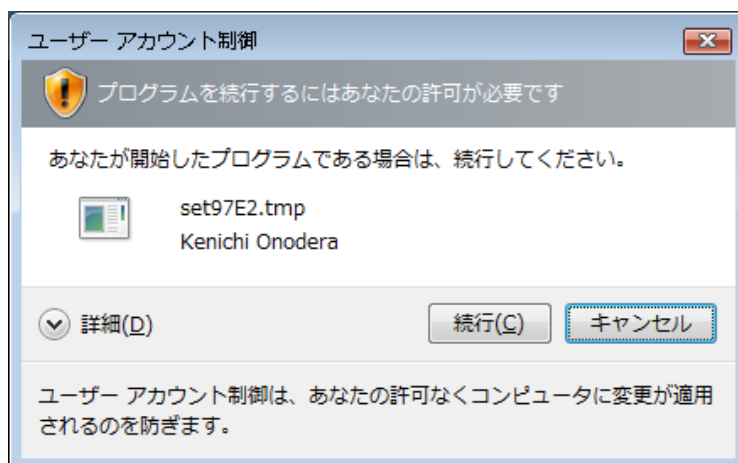 ユーザー アカウント制御
プログラムを続行するにはあなたの許可が必要です
あなたが開始したプログラムである場合は、続行してください。
set97E2.tmp
Kenichi Onodera
詳細(D)
続行(C)
キャンセル
ユーザー アカウント制御は、あなたの許可なくコンピュータに変更が適用
されるのを防ぎます。